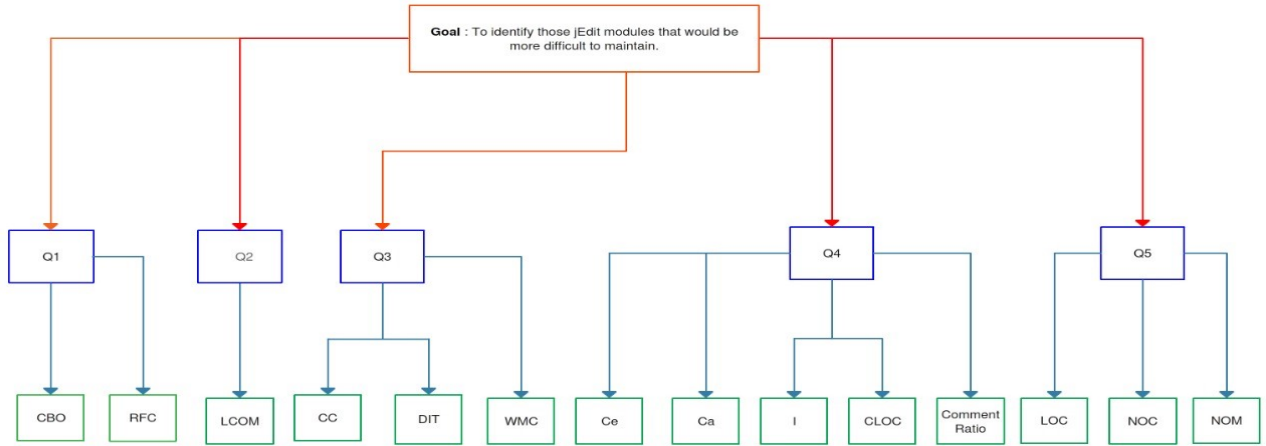 Goal : To identify those jEdit modules that would be
more difficult to maintain.
Q1
Q2
Q3
Q4
Q5
CBO
RFC
LCOM
CC
DIT
WMC
Ce
Ca
I
CLOC
Comment
Ratio
LOC
NOC
NOM